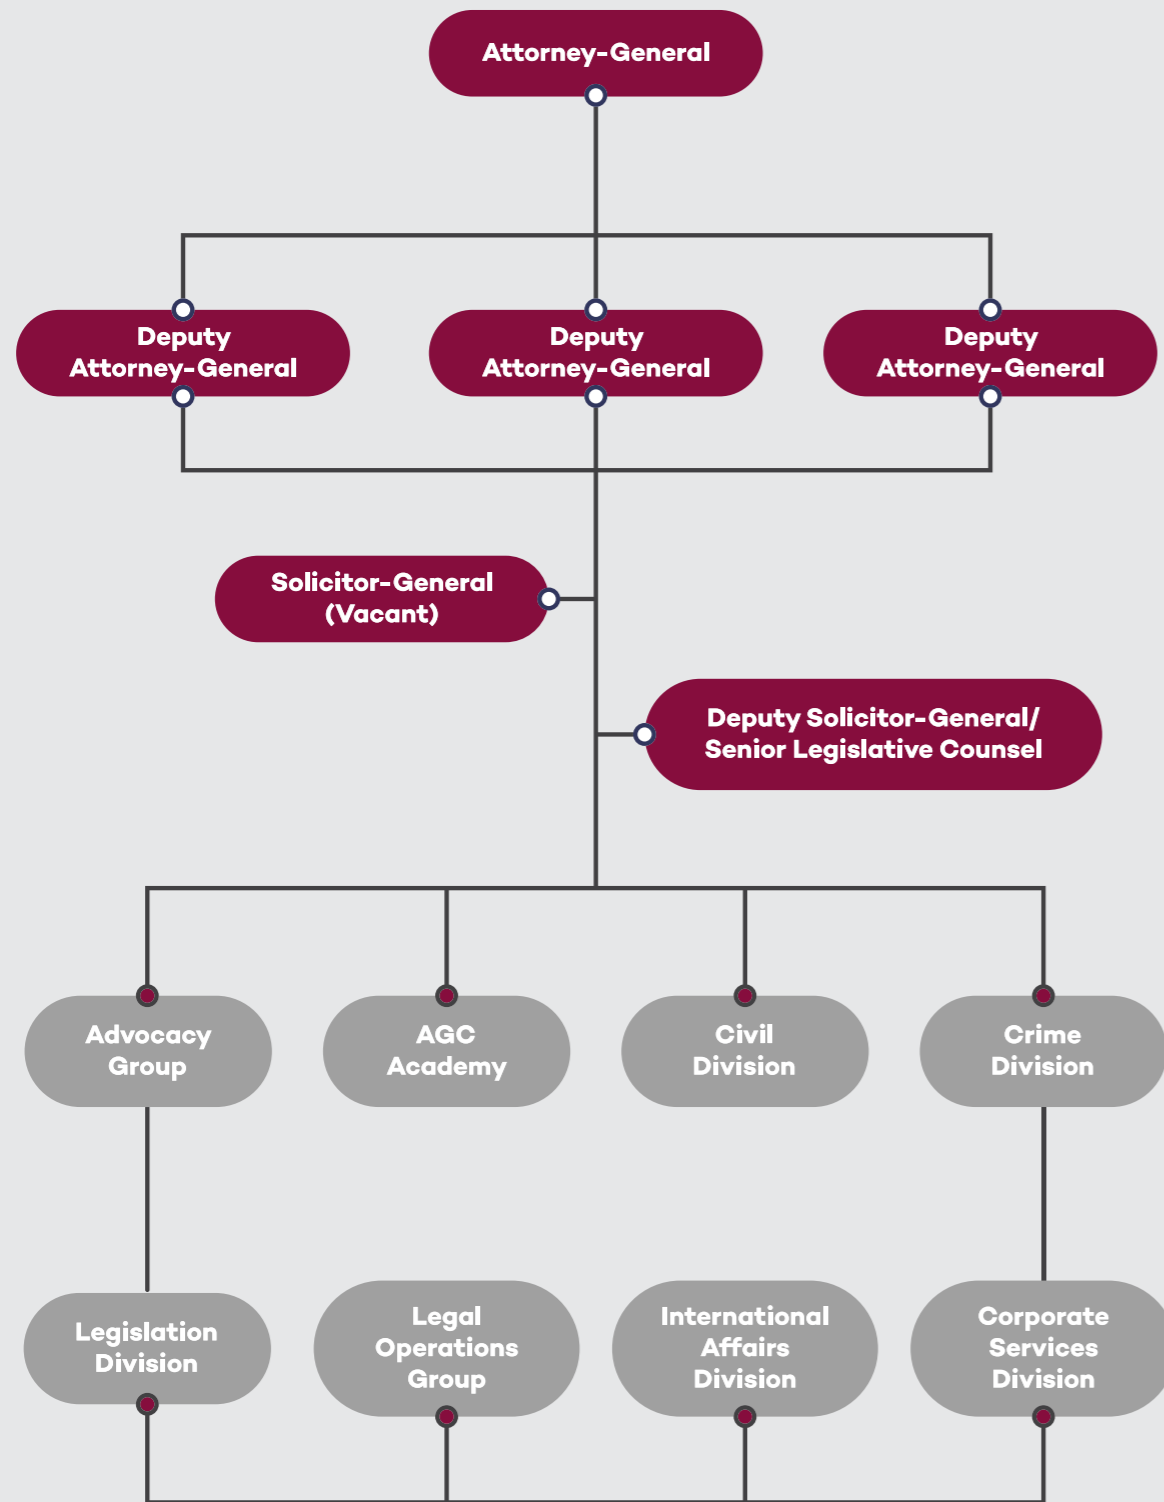 Attorney-General
Deputy
Attorney-General
Deputy
Attorney-General
Deputy
Attorney-General
Solicitor-General
(Vacant)
Deputy Solicitor-General/
Senior Legislative Counsel
Advocacy
Group
AGC
Academy
Civil
Division
Crime
Division
Legislation
Division
Legal
Operations
Group
International
Affairs
Division
Corporate
Services
Division